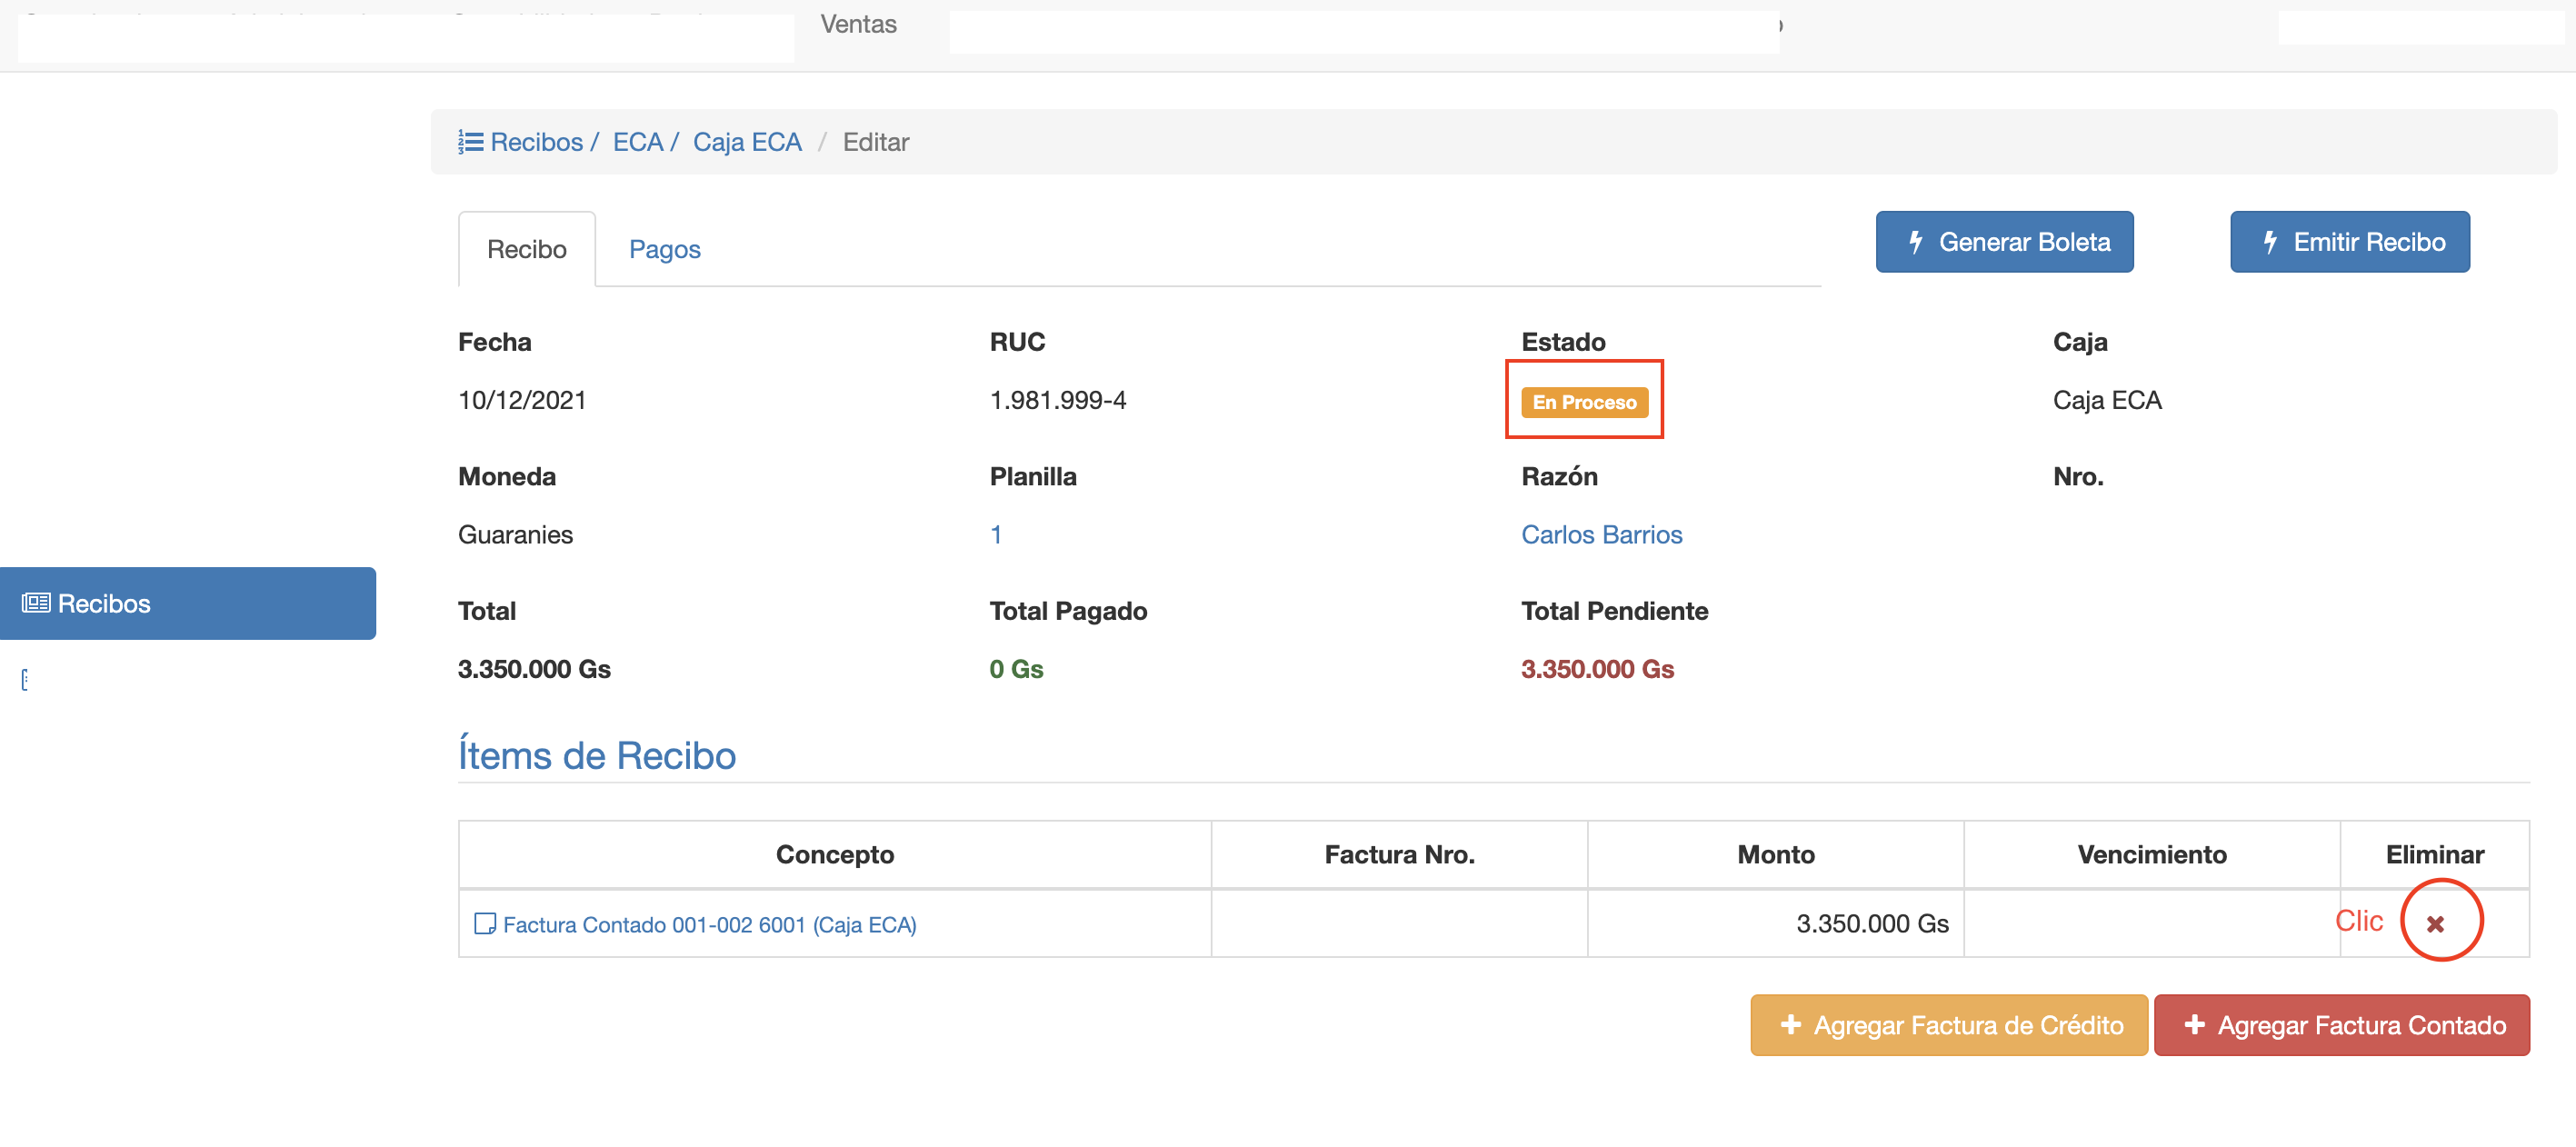 Ventas
Recibos / ECA / Caja ECA / Editar
Recibo Pagos Generar Boleta Emitir Recibo
Fecha RUC Estado Caja
10/12/2021 1.981.999-4 En Proceso Caja ECA
Moneda Planilla Razón Nro.
Guaranies 1 Carlos Barrios
Recibos
Total Total Pagado Total Pendiente
3.350.000 Gs 0 Gs 3.350.000 Gs
Ítems de Recibo
Concepto Factura Nro. Monto Vencimiento Eliminar
Factura Contado 001-002 6001 (Caja ECA) 3.350.000 Gs Clic
Agregar Factura de Crédito Agregar Factura Contado